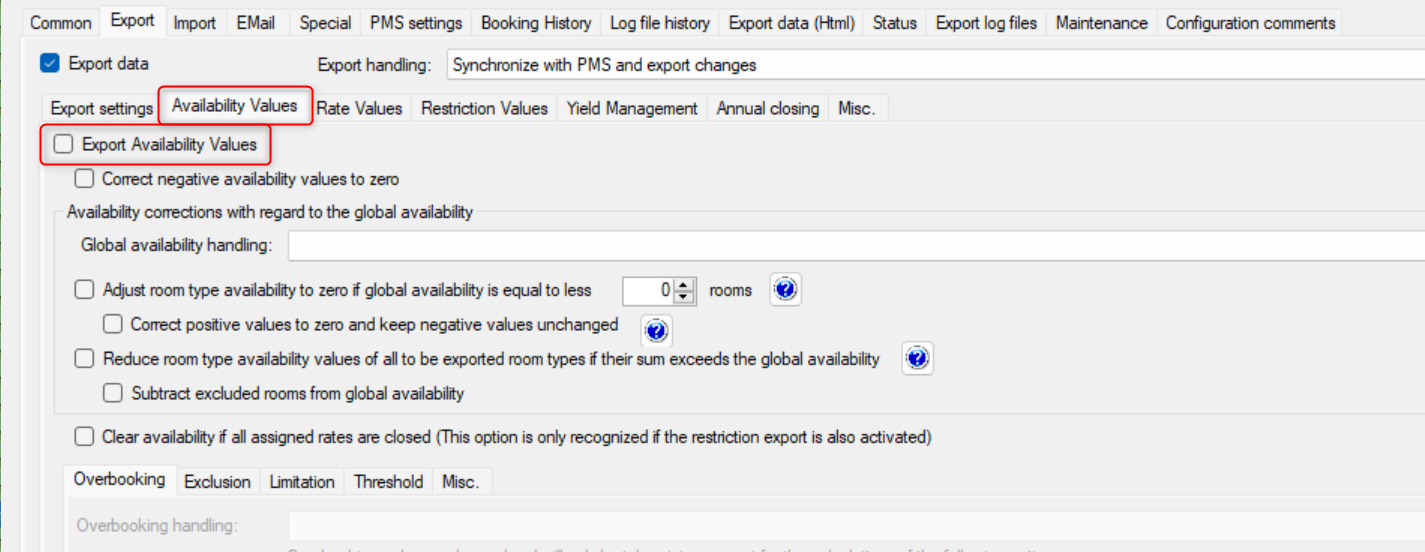 Common Export Import EMail Special PMS settings Booking History Log file history Export data (Html) Status Export log files Maintenance Configuration comments
Export data Export handling: Synchronize with PMS and export changes
Export settings Availability Values Rate Values Restriction Values Yield Management Annual closing Misc.
Export Availability Values
Correct negative availability values to zero
Availability corrections with regard to the global availability
Global availability handling:
Adjust room type availability to zero if global availability is equal to less 0 rooms ?
Correct positive values to zero and keep negative values unchanged ?
Reduce room type availability values of all to be exported room types if their sum exceeds the global availability ?
Subtract excluded rooms from global availability
Clear availability if all assigned rates are closed (This option is only recognized if the restriction export is also activated)
Overbooking Exclusion Limitation Threshold Misc.
Overbooking handling: